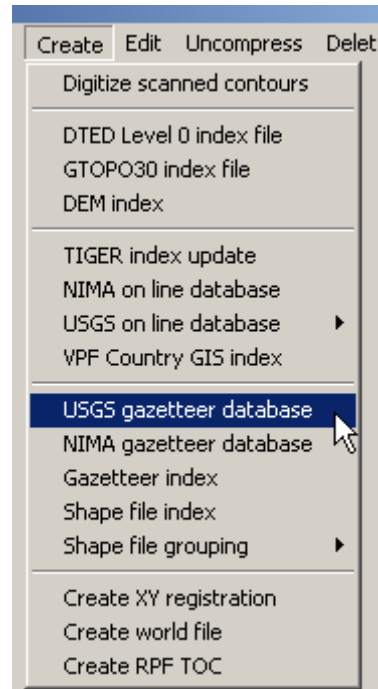 Create Edit Uncompress Delet
Digitize scanned contours
DTED Level 0 index file
GTOPO30 index file
DEM index
TIGER index update
NIMA on line database
USGS on line database
VPF Country GIS index
USGS gazetteer database
NIMA gazetteer database
Gazetteer index
Shape file index
Shape file grouping
Create XY registration
Create world file
Create RPF TOC